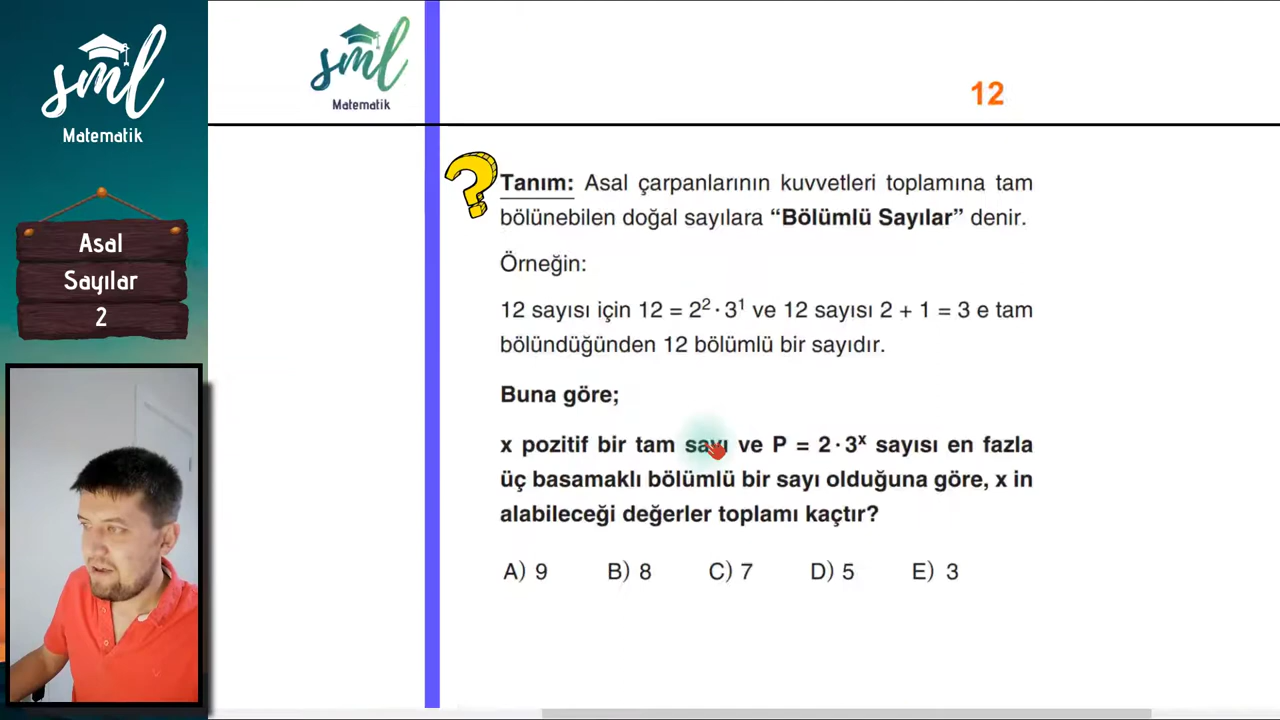 sml
Matematik
Asal
Sayılar
2
sml
Matematik
12
Tanım: Asal çarpanlarının kuvvetleri toplamına tam
bölünebilen doğal sayılara “Bölümlü Sayılar” denir.
Örneğin:
12 sayısı için 12 = 2² · 3¹ ve 12 sayısı 2 + 1 = 3 e tam
bölündüğünden 12 bölümlü bir sayıdır.
Buna göre;
x pozitif bir tam sayı ve P = 2 · 3ˣ sayısı en fazla
üç basamaklı bölümlü bir sayı olduğuna göre, x in
alabileceği değerler toplamı kaçtır?
A) 9 B) 8 C) 7 D) 5 E) 3